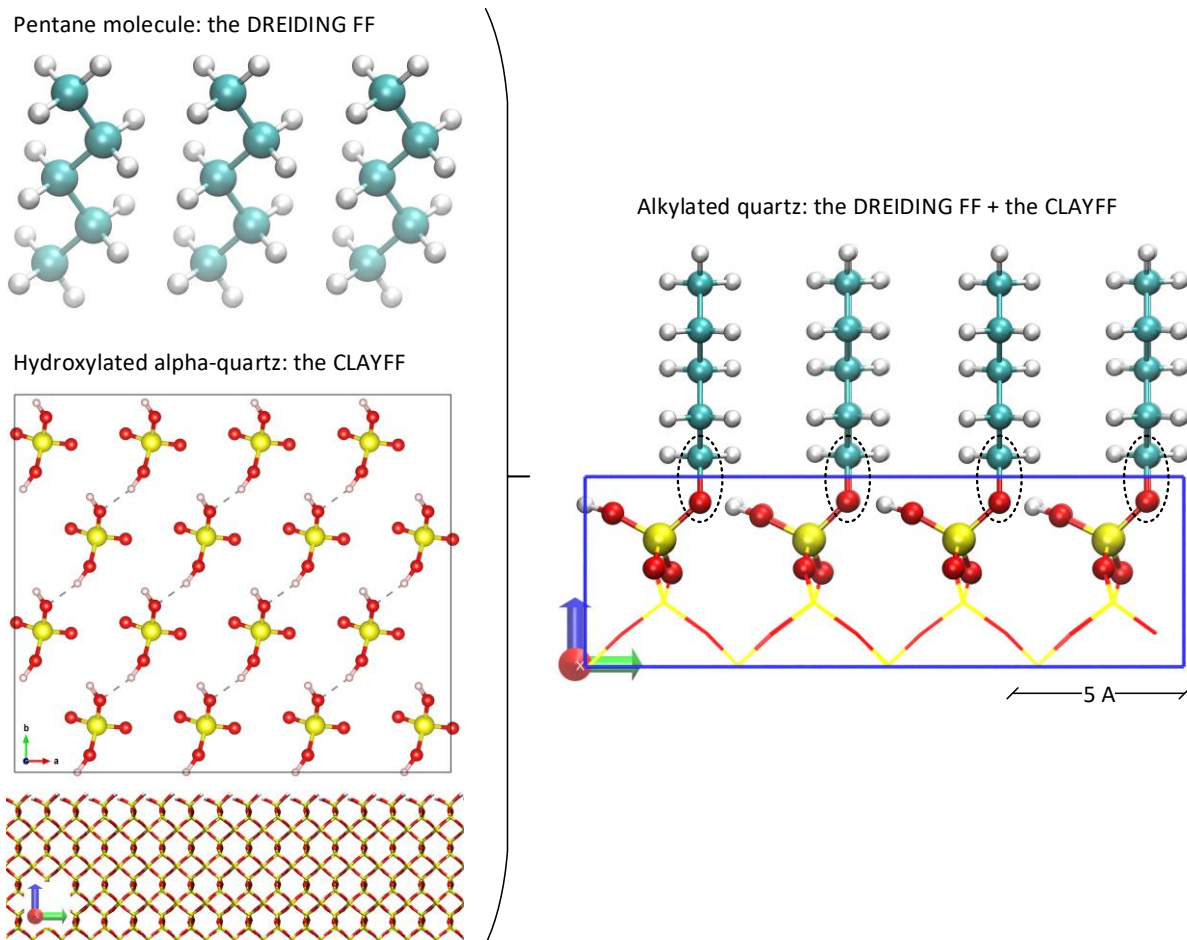 Pentane molecule: the DREIDING FF
Alkylated quartz: the DREIDING FF + the CLAYFF
Hydroxylated alpha-quartz: the CLAYFF
b
a
5 A